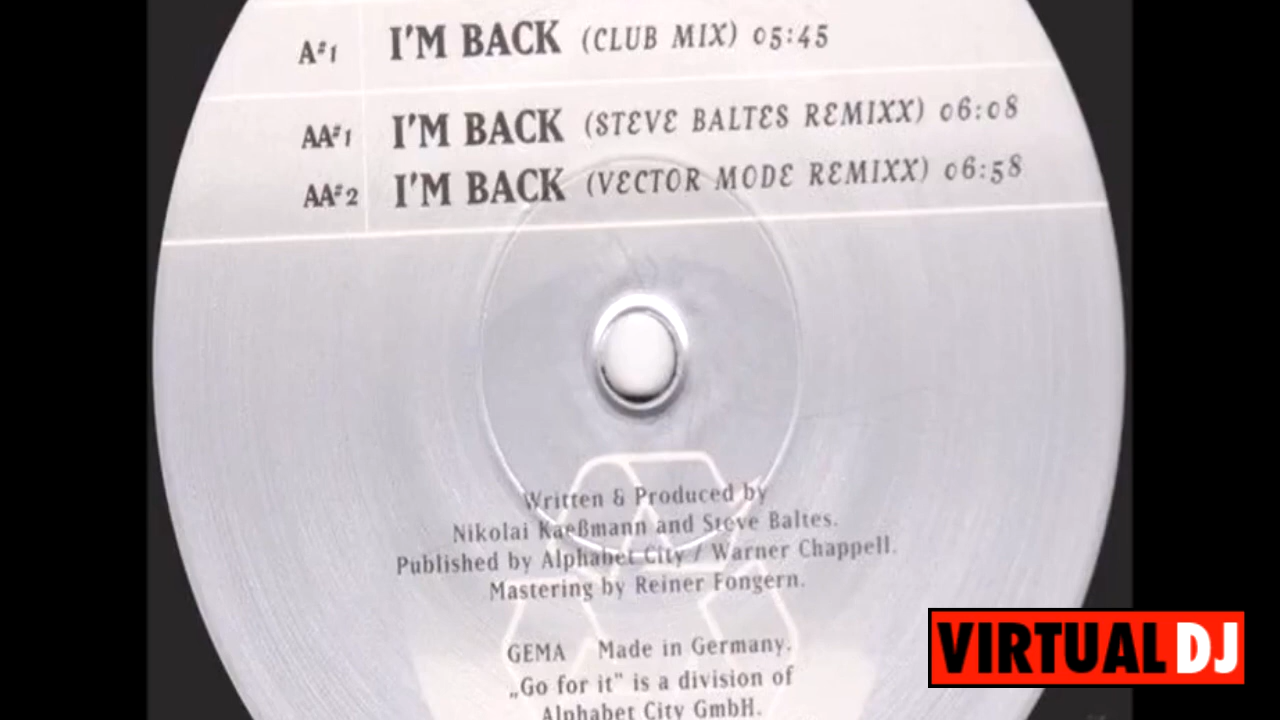 A#1 I'M BACK (CLUB MIX) 05:45
AA#1 I'M BACK (STEVE BALTES REMIXX) 06:08
AA#2 I'M BACK (VECTOR MODE REMIXX) 06:58
Written & Produced by
Nikolai Kaeßmann and Steve Baltes.
Published by Alphabet City / Warner Chappell.
Mastering by Reiner Fongern.
GEMA Made in Germany.
„Go for it" is a division of
Alphabet City GmbH.
VIRTUAL DJ